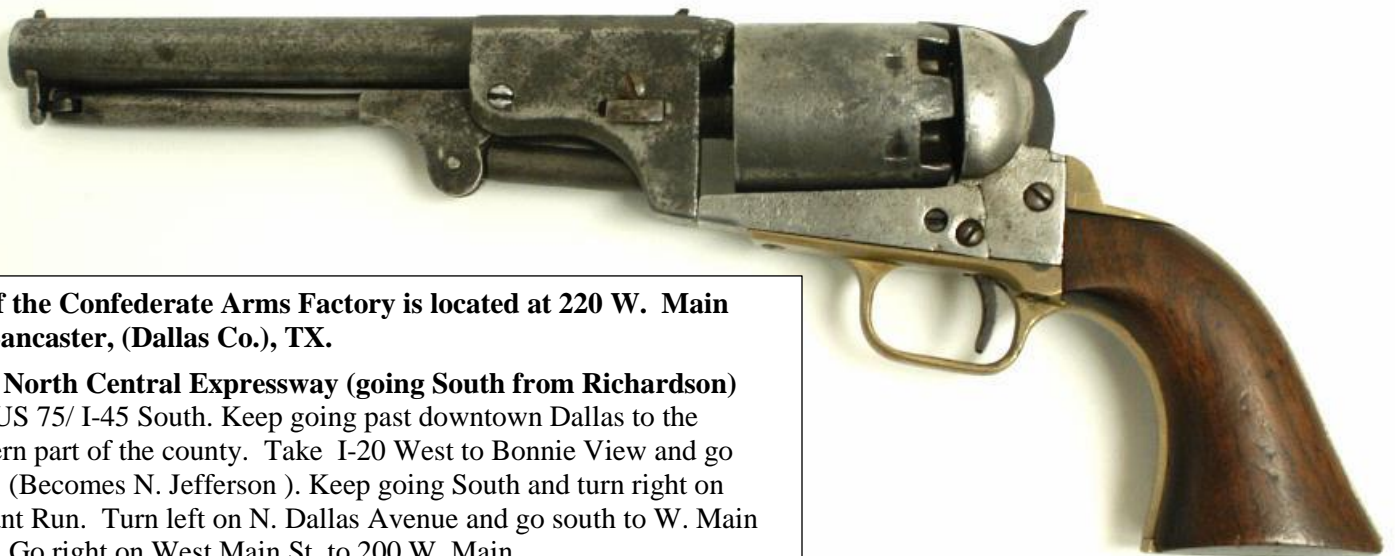 f the Confederate Arms Factory is located at 220 W. Main
ancaster, (Dallas Co.), TX.
North Central Expressway (going South from Richardson)
US 75/ I-45 South. Keep going past downtown Dallas to the
ern part of the county. Take I-20 West to Bonnie View and go
(Becomes N. Jefferson ). Keep going South and turn right on
nt Run. Turn left on N. Dallas Avenue and go south to W. Main
Go right on West Main St. to 200 W. Main